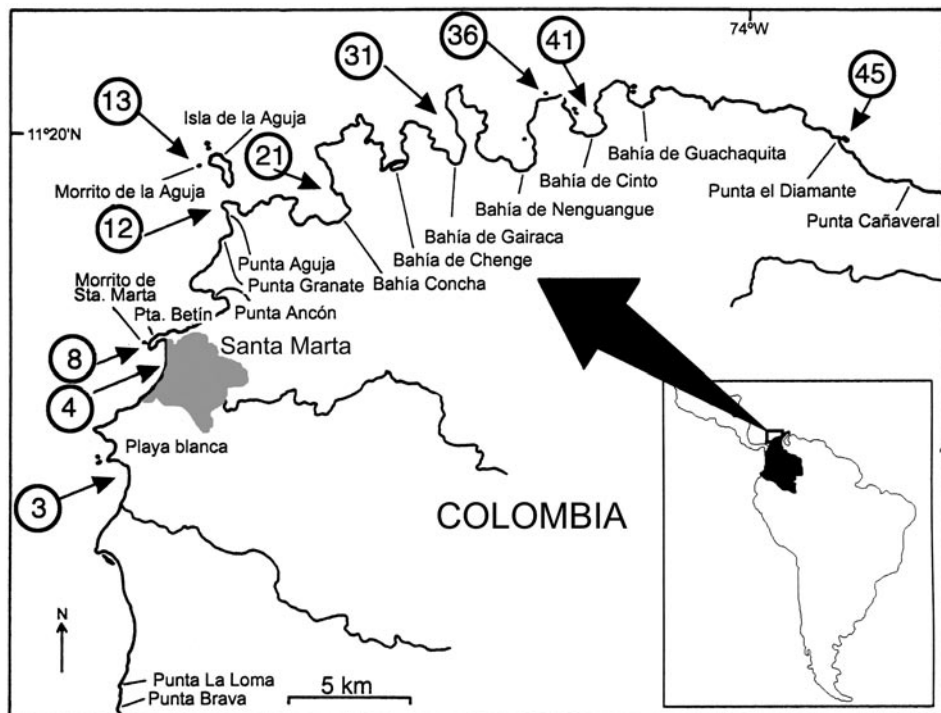 74°W
36
41
31
45
13
Isla de la Aguja
11°20'N
21
Bahía de Guachaquita
Morrito de la Aguja
Bahía de Cinto
Punta el Diamante
12
Bahía de Nenguangue
Punta Cañaveral
Bahía de Gairaca
Punta Aguja
Bahía de Chenge
Morrito de
Sta. Marta
Punta Granate
Bahía Concha
Pta. Betín
Punta Ancón
8
Santa Marta
4
Playa blanca
3
COLOMBIA
N
Punta La Loma
5 km
Punta Brava